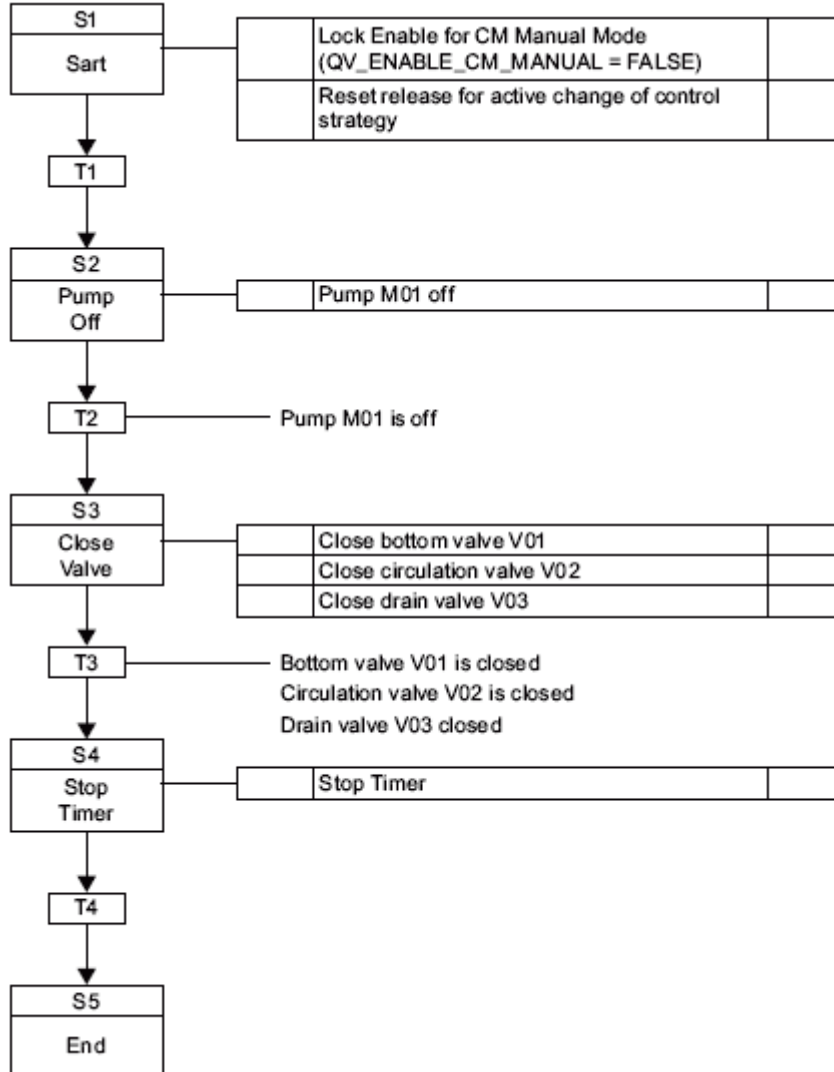 S1
Sart
Lock Enable for CM Manual Mode
(QV_ENABLE_CM_MANUAL = FALSE)
Reset release for active change of control
strategy
T1
S2
Pump
Off
Pump M01 off
T2
Pump M01 is off
S3
Close
Valve
Close bottom valve V01
Close circulation valve V02
Close drain valve V03
T3
Bottom valve V01 is closed
Circulation valve V02 is closed
Drain valve V03 closed
S4
Stop
Timer
Stop Timer
T4
S5
End